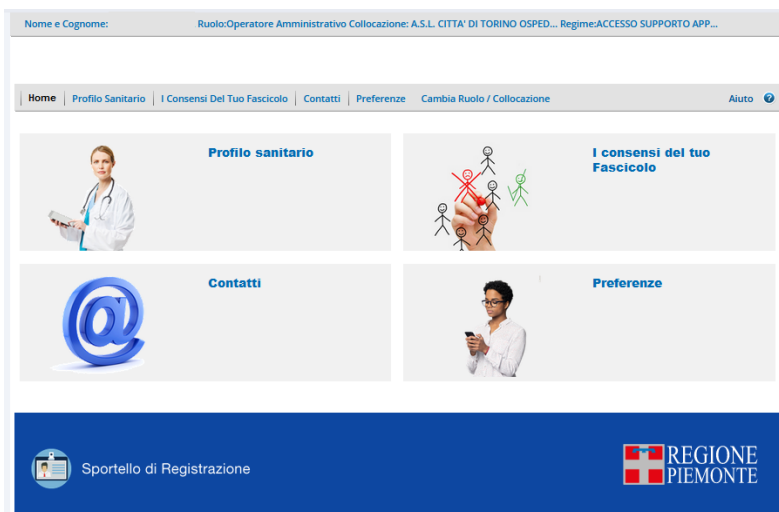 Nome e Cognome: Ruolo:Operatore Amministrativo Collocazione: A.S.L. CITTA' DI TORINO OSPED... Regime:ACCESSO SUPPORTO APP...
Home Profilo Sanitario I Consensi Del Tuo Fascicolo Contatti Preferenze Cambia Ruolo / Collocazione Aiuto ?
Profilo sanitario
I consensi del tuo
Fascicolo
Contatti
Preferenze
@
Sportello di Registrazione
REGIONE
PIEMONTE